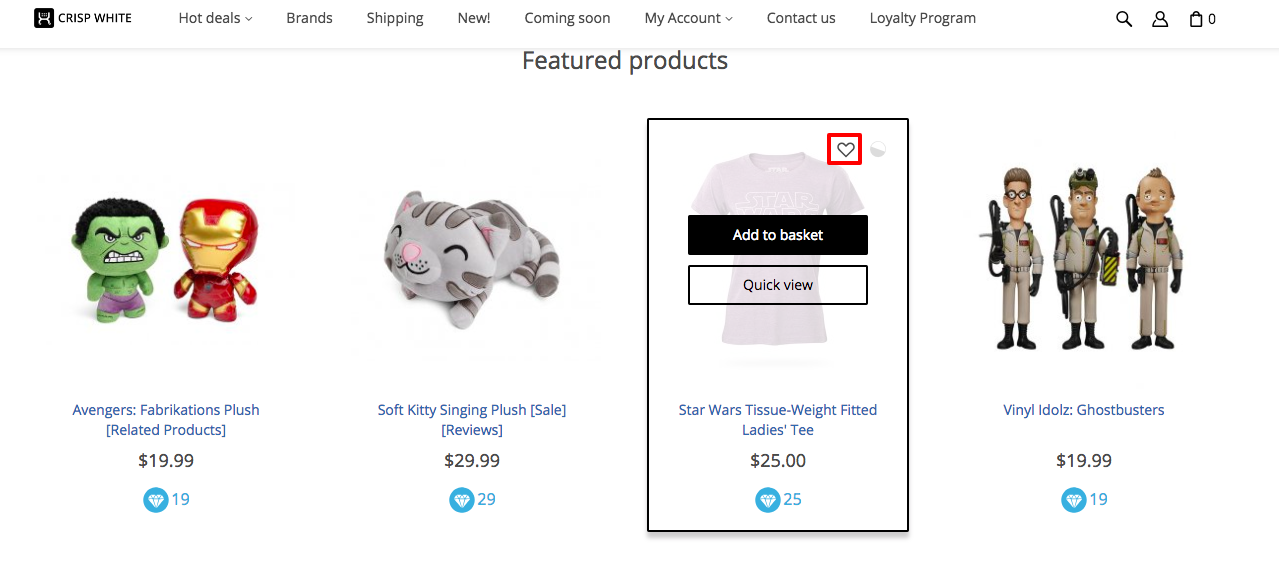 CRISP WHITE Hot deals Brands Shipping New! Coming soon My Account Contact us Loyalty Program 0
Featured products
STAR
STAR
Add to basket
Quick view
Avengers: Fabrikations Plush
[Related Products]
$19.99
19
Soft Kitty Singing Plush [Sale]
[Reviews]
$29.99
29
Star Wars Tissue-Weight Fitted
Ladies' Tee
$25.00
25
Vinyl Idolz: Ghostbusters
$19.99
19